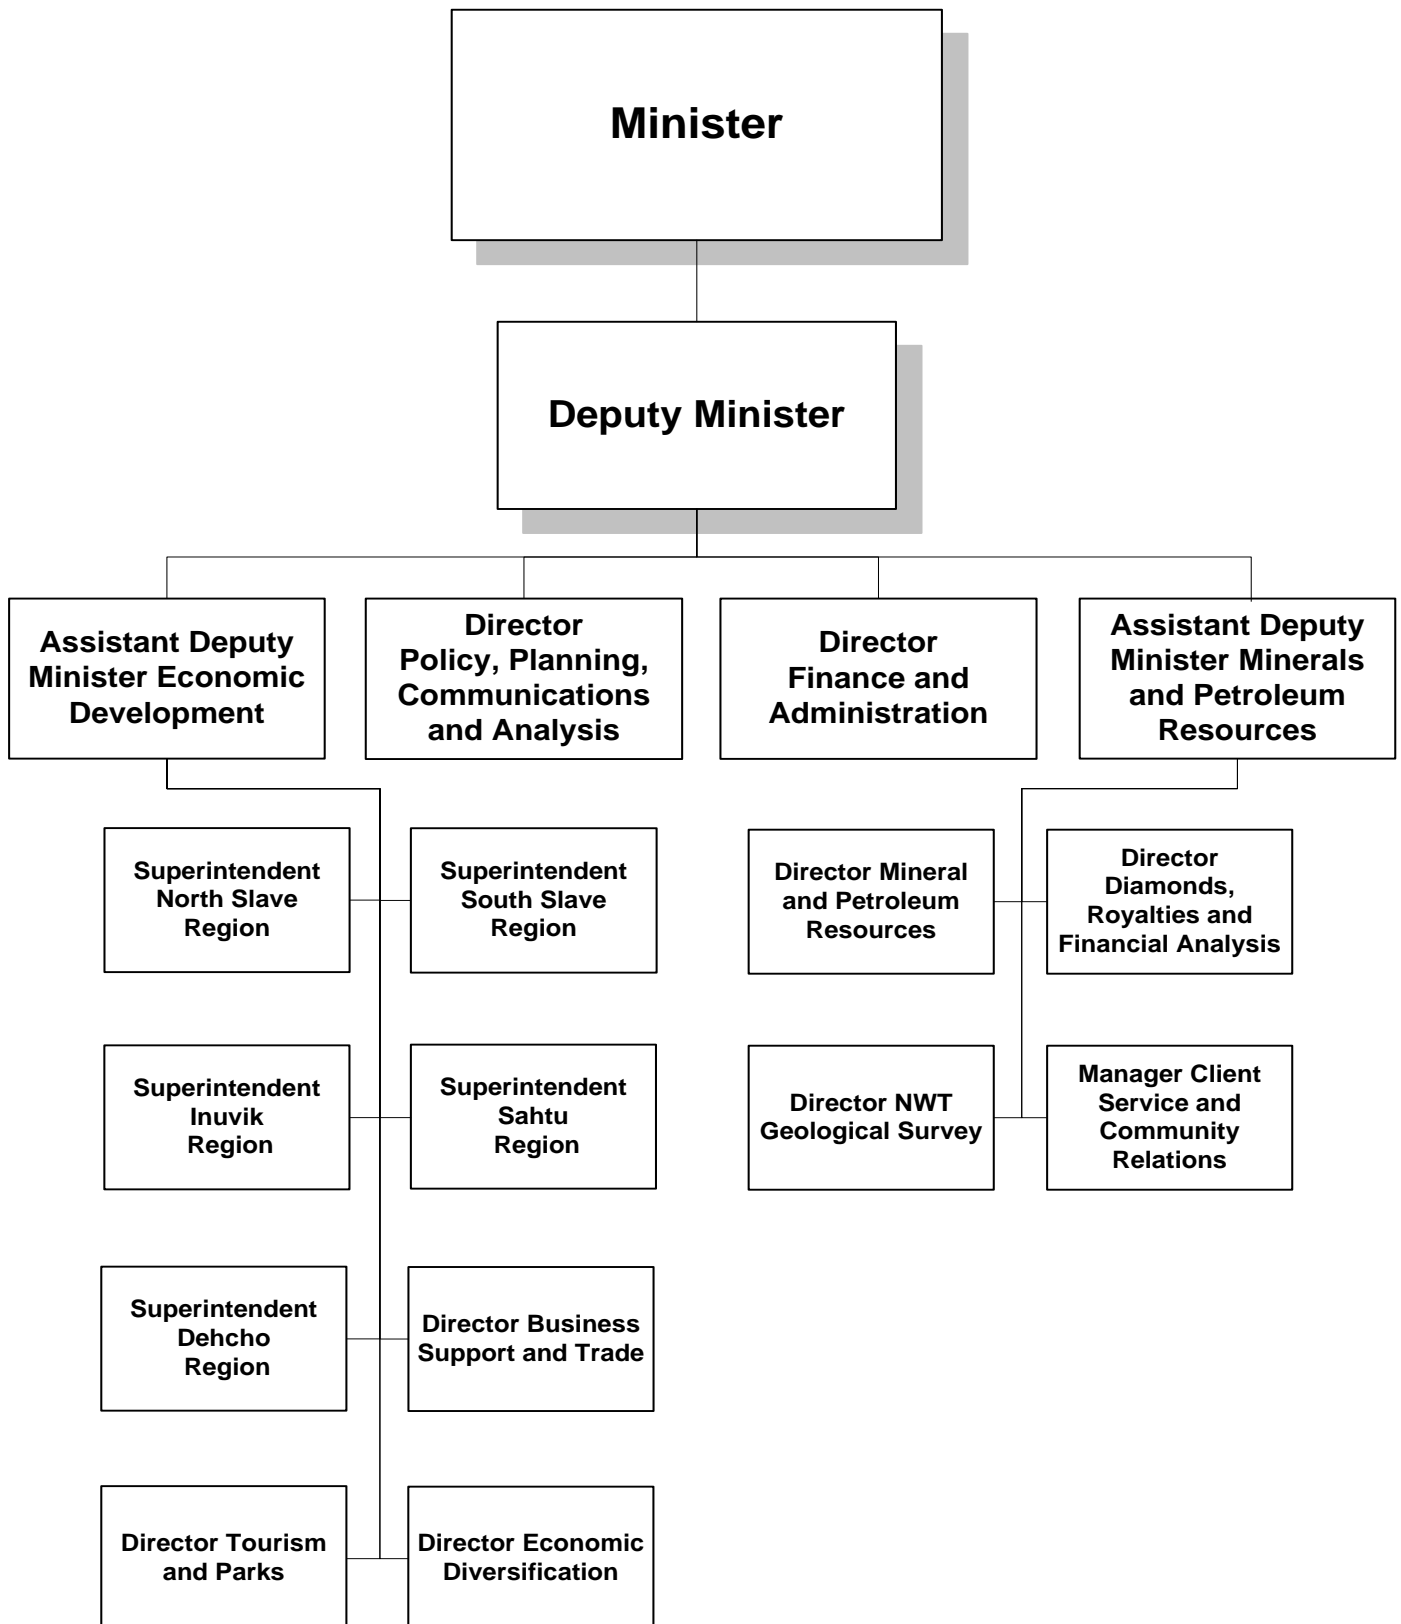 Minister
Deputy Minister
Assistant Deputy
Minister Economic
Development
Director
Policy, Planning,
Communications
and Analysis
Director
Finance and
Administration
Assistant Deputy
Minister Minerals
and Petroleum
Resources
Superintendent
North Slave
Region
Superintendent
South Slave
Region
Director Mineral
and Petroleum
Resources
Director
Diamonds,
Royalties and
Financial Analysis
Superintendent
Inuvik
Region
Superintendent
Sahtu
Region
Director NWT
Geological Survey
Manager Client
Service and
Community
Relations
Superintendent
Dehcho
Region
Director Business
Support and Trade
Director Tourism
and Parks
Director Economic
Diversification